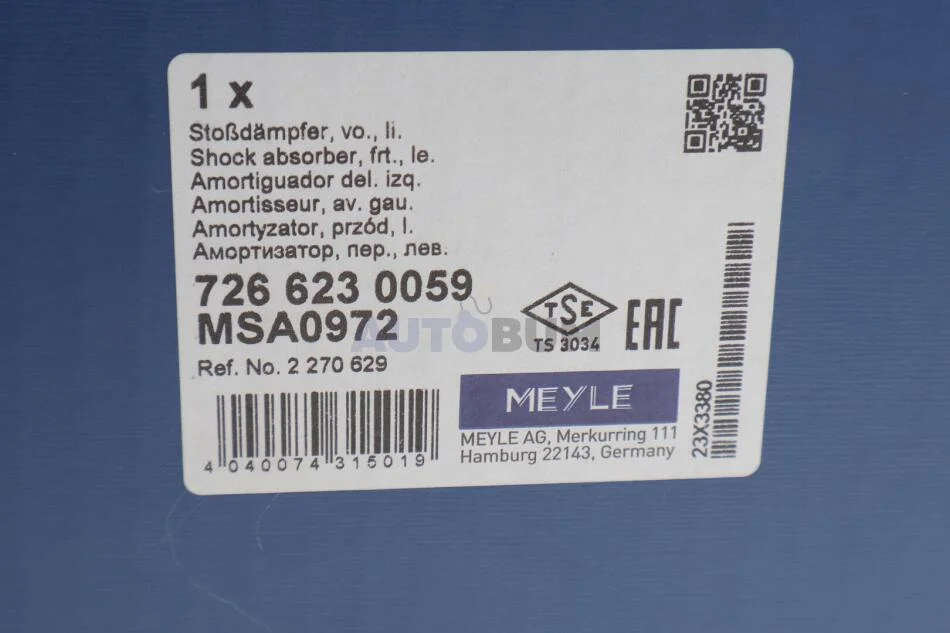 1 x
Stoßdämpfer, vo., li.
Shock absorber, frt., le.
Amortiguador del. izq.
Amortisseur, av. gau.
Amortyzator, przód, l.
Амортизатор, пер., лев.
726 623 0059
MSA0972
AUTOBUM
Ref. No. 2 270 629
TSE
TS 3034
EAC
MEYLE
MEYLE AG, Merkurring 111
Hamburg 22143, Germany
4 040074 315019
23X3380